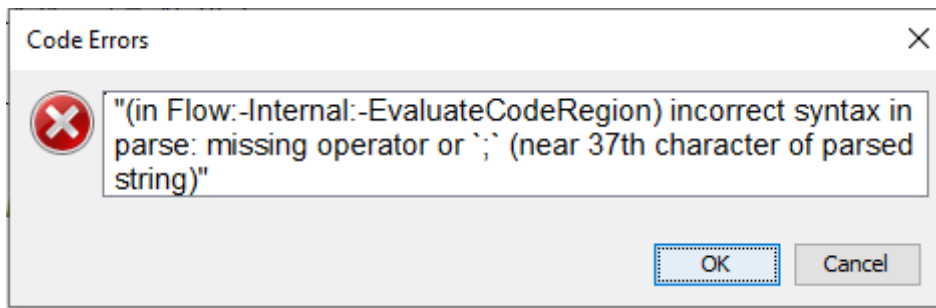 Code Errors
"(in Flow:-Internal:-EvaluateCodeRegion) incorrect syntax in
parse: missing operator or `;` (near 37th character of parsed
string)"
OK
Cancel